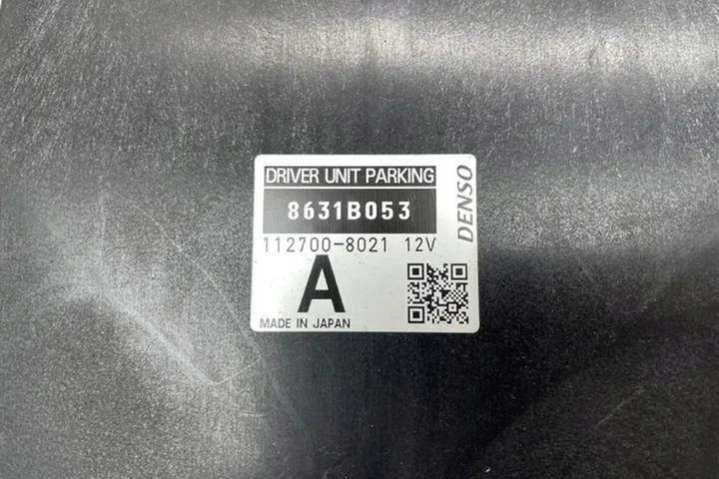 DRIVER UNIT PARKING
8631B053
112700-8021 12V
A
MADE IN JAPAN
DENSO